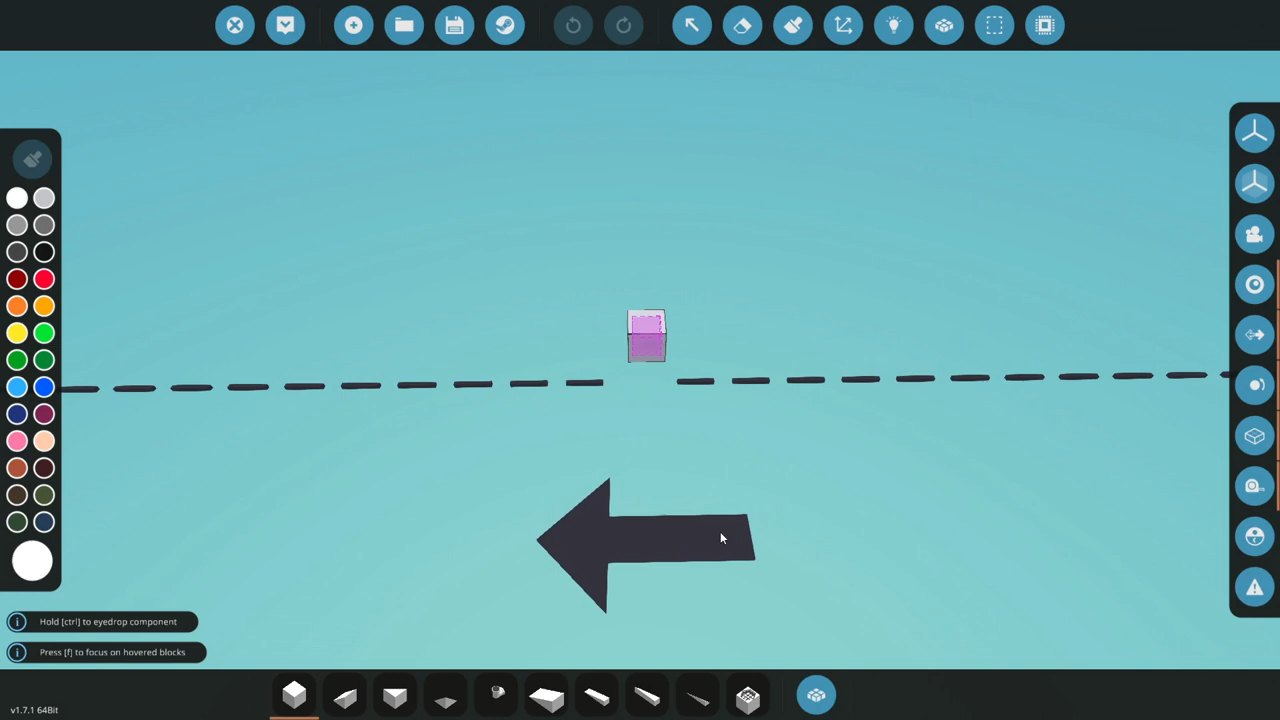 Hold [ctrl] to eyedrop component
Press [f] to focus on hovered blocks
v1.7.1 64Bit